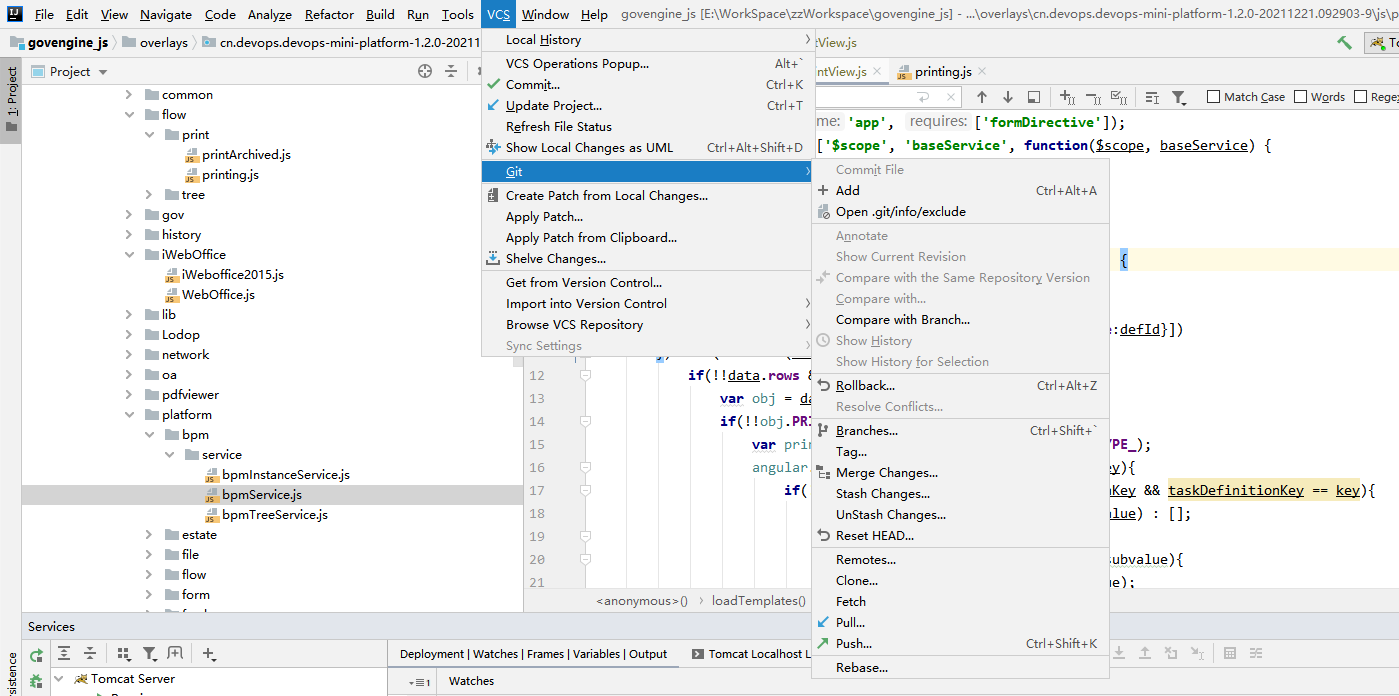 File Edit View Navigate Code Analyze Refactor Build Run Tools VCS Window Help govengine_js [E:\WorkSpace\zzWorkspace\govengine_js] - ...\overlays\cn.devops.devops-mini-platform-1.2.0-20211221.092903-9\js\p
govengine_js overlays cn.devops.devops-mini-platform-1.2.0-20211
1: Project
Project
common
flow
print
printArchived.js
printing.js
tree
gov
history
iWebOffice
iWeboffice2015.js
WebOffice.js
lib
Lodop
network
oa
pdfviewer
platform
bpm
service
bpmInstanceService.js
bpmService.js
bpmTreeService.js
estate
file
flow
form
Local History
VCS Operations Popup... Alt+`
Commit... Ctrl+K
Update Project... Ctrl+T
Refresh File Status
Show Local Changes as UML Ctrl+Alt+Shift+D
Git
Create Patch from Local Changes...
Apply Patch...
Apply Patch from Clipboard...
Shelve Changes...
Get from Version Control...
Import into Version Control
Browse VCS Repository
Sync Settings
Commit File
Add Ctrl+Alt+A
Open .git/info/exclude
Annotate
Show Current Revision
Compare with the Same Repository Version
Compare with...
Compare with Branch...
Show History
Show History for Selection
Rollback... Ctrl+Alt+Z
Resolve Conflicts...
Branches... Ctrl+Shift+`
Tag...
Merge Changes...
Stash Changes...
UnStash Changes...
Reset HEAD...
Remotes...
Clone...
Fetch
Pull...
Push... Ctrl+Shift+K
Rebase...
tView.js
ntView.js printing.js
Match Case Words Rege
me: 'app', requires: ['formDirective']);
['$scope', 'baseService', function($scope, baseService) {
{
:defId}])
12 if(!!data.rows &
13 var obj = da
14 if(!!obj.PRI
15 var prin YPE_);
16 angular. y){
17 if( nKey && taskDefinitionKey == key){
18 lue) : [];
19
20 subvalue){
21 e);
<anonymous>() loadTemplates()
Services
Deployment | Watches | Frames | Variables | Output Tomcat Localhost L
Tomcat Server
Watches
sistence